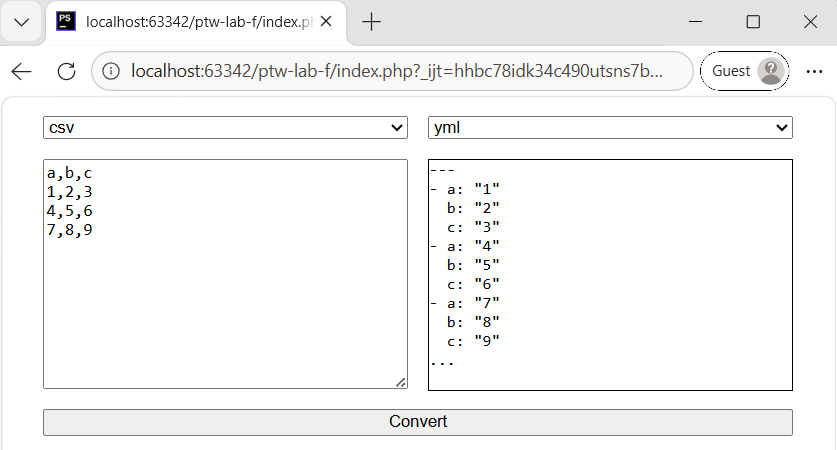 PS
localhost:63342/ptw-lab-f/index.ph
localhost:63342/ptw-lab-f/index.php?_ijt=hhbc78idk34c490utsns7b...
Guest
csv
yml
a,b,c
1,2,3
4,5,6
7,8,9
---
- a: "1"
  b: "2"
  c: "3"
- a: "4"
  b: "5"
  c: "6"
- a: "7"
  b: "8"
  c: "9"
...
Convert